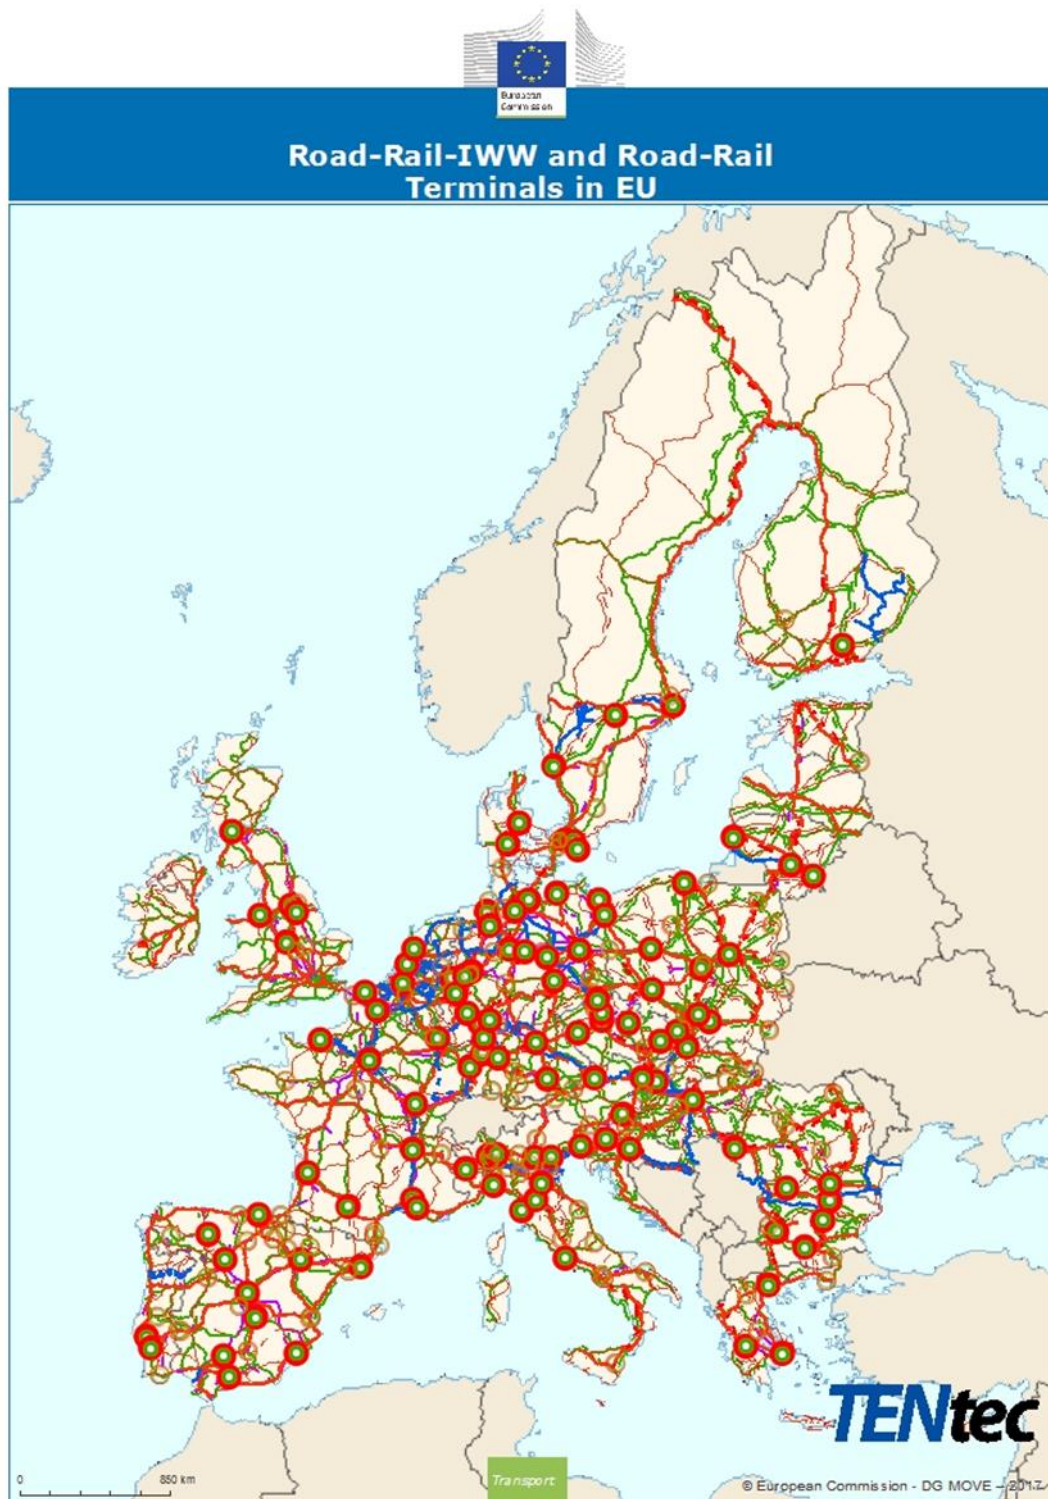 European
Commission
Road-Rail-IWW and Road-Rail
Terminals in EU
TENtec
0
850 km
Transport
© European Commission - DG MOVE – 2017